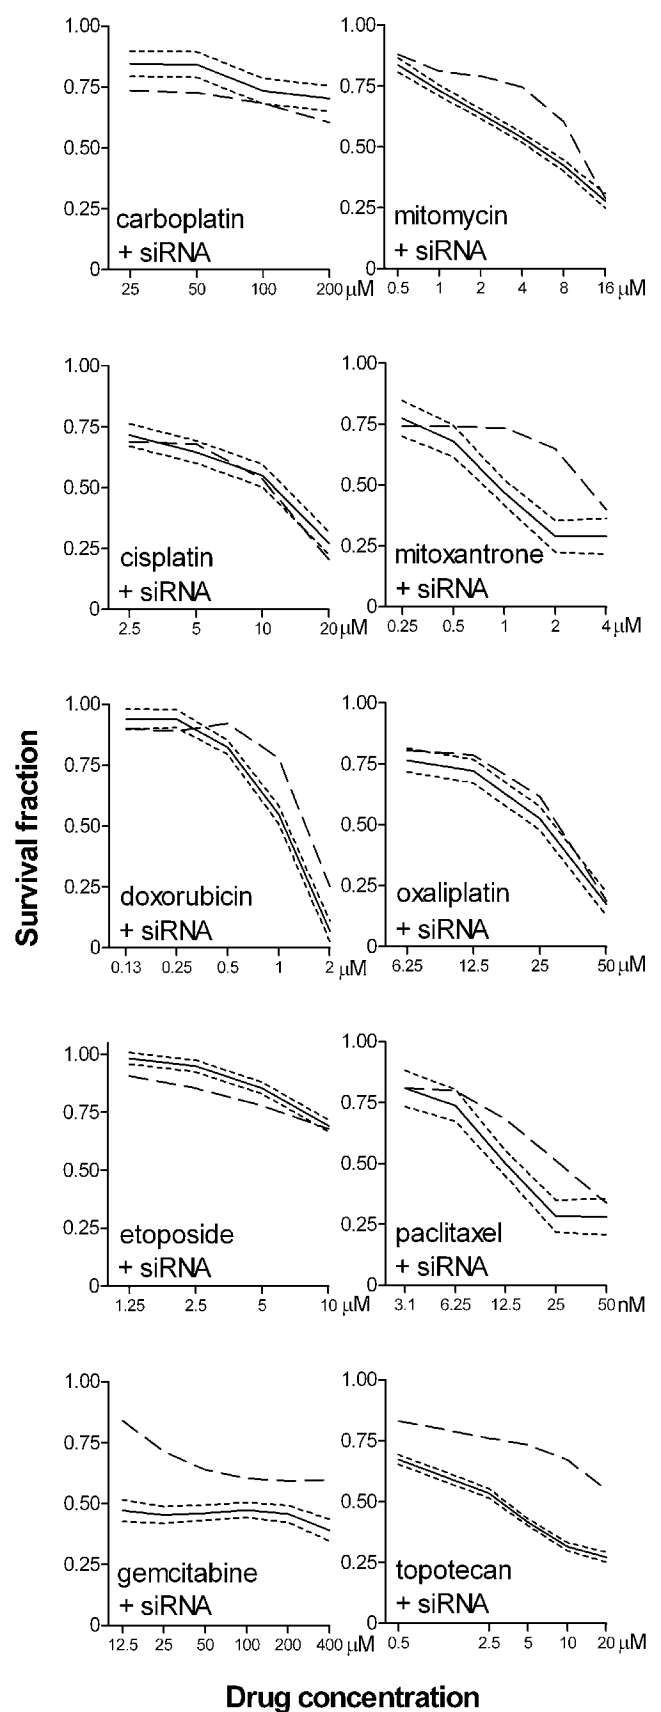 1.00
0.75
0.50
0.25
0
carboplatin
+ siRNA
25 50 100 200 µM
1.00
0.75
0.50
0.25
0
mitomycin
+ siRNA
0.5 1 2 4 8 16 µM
1.00
0.75
0.50
0.25
0
cisplatin
+ siRNA
2.5 5 10 20 µM
1.00
0.75
0.50
0.25
0
mitoxantrone
+ siRNA
0.25 0.5 1 2 4 µM
Survival fraction
1.00
0.75
0.50
0.25
0
doxorubicin
+ siRNA
0.13 0.25 0.5 1 2 µM
1.00
0.75
0.50
0.25
0
oxaliplatin
+ siRNA
6.25 12.5 25 50 µM
1.00
0.75
0.50
0.25
0
etoposide
+ siRNA
1.25 2.5 5 10 µM
1.00
0.75
0.50
0.25
0
paclitaxel
+ siRNA
3.1 6.25 12.5 25 50 nM
1.00
0.75
0.50
0.25
0
gemcitabine
+ siRNA
12.5 25 50 100 200 400 µM
1.00
0.75
0.50
0.25
0
topotecan
+ siRNA
0.5 2.5 5 10 20 µM
Drug concentration